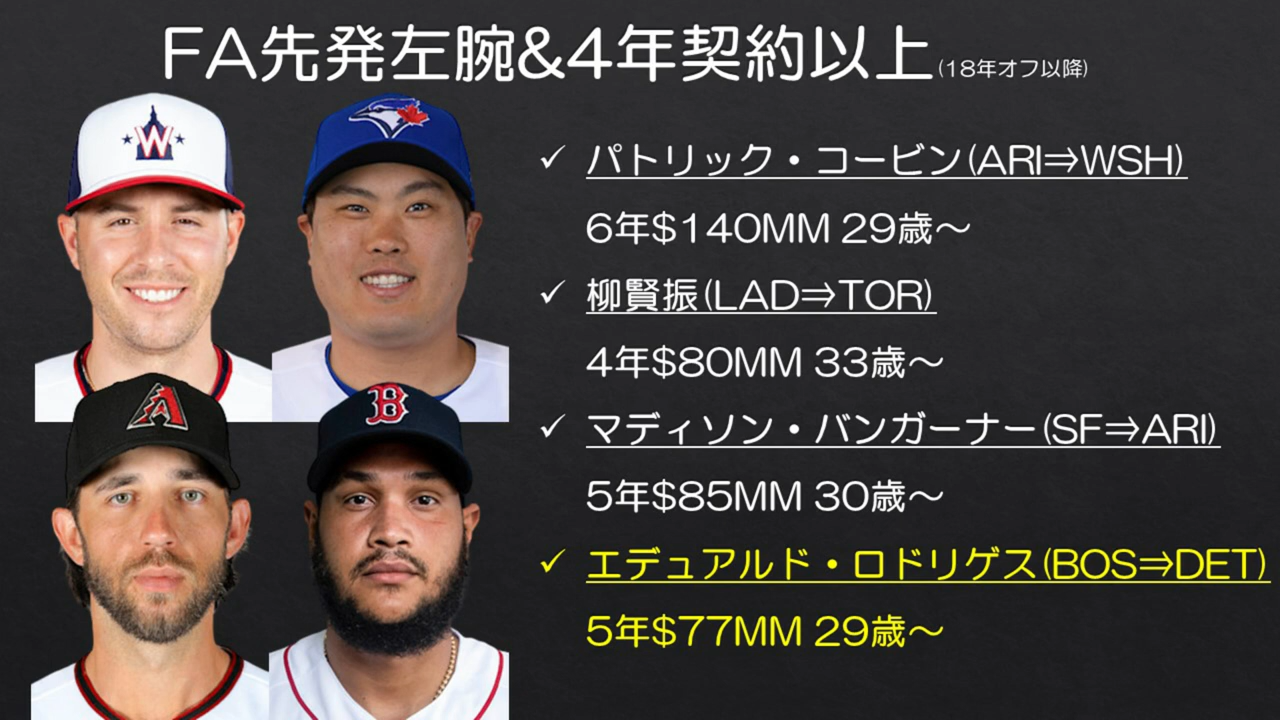 FA先発左腕&4年契約以上(18年オフ以降)
W
✓ パトリック・コービン(ARI⇒WSH)
6年$140MM 29歳～
✓ 柳賢振(LAD⇒TOR)
4年$80MM 33歳～
A
B
✓ マディソン・バンガーナー(SF⇒ARI)
5年$85MM 30歳～
✓ エデュアルド・ロドリゲス(BOS⇒DET)
5年$77MM 29歳～